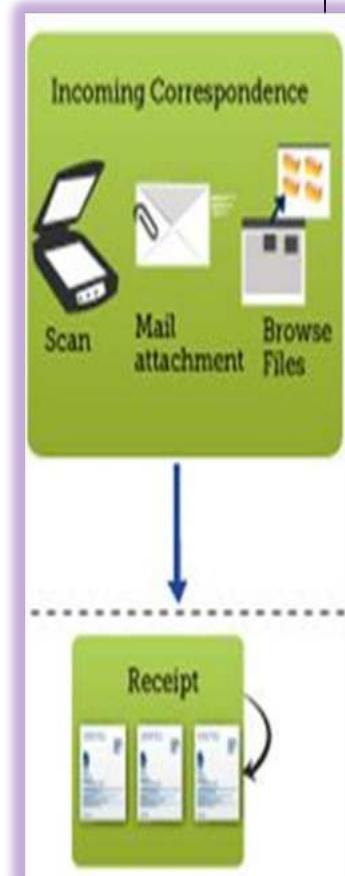 Incoming Correspondence
Scan
Mail
attachment
Browse
Files
Receipt